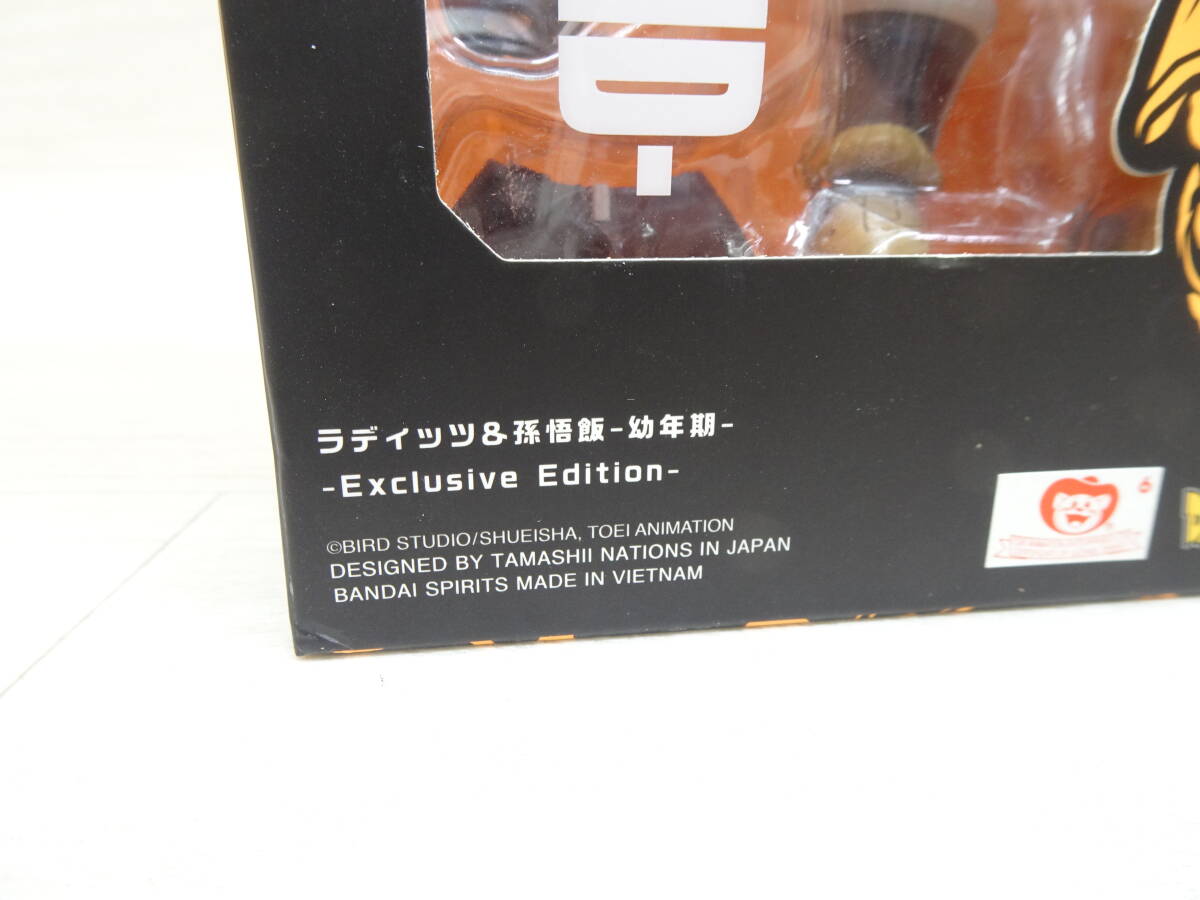 ラディッツ&孫悟飯-幼年期-
-Exclusive Edition-
©BIRD STUDIO/SHUEISHA, TOEI ANIMATION
DESIGNED BY TAMASHII NATIONS IN JAPAN
BANDAI SPIRITS MADE IN VIETNAM